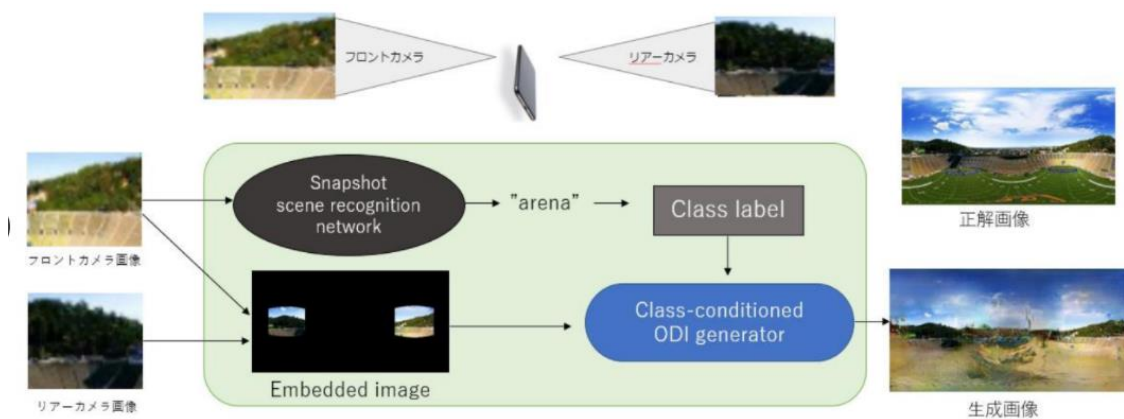 フロントカメラ
リアーカメラ
Snapshot
scene recognition
network
"arena"
Class label
正解画像
フロントカメラ画像
Class-conditioned
ODI generator
Embedded image
リアーカメラ画像
生成画像